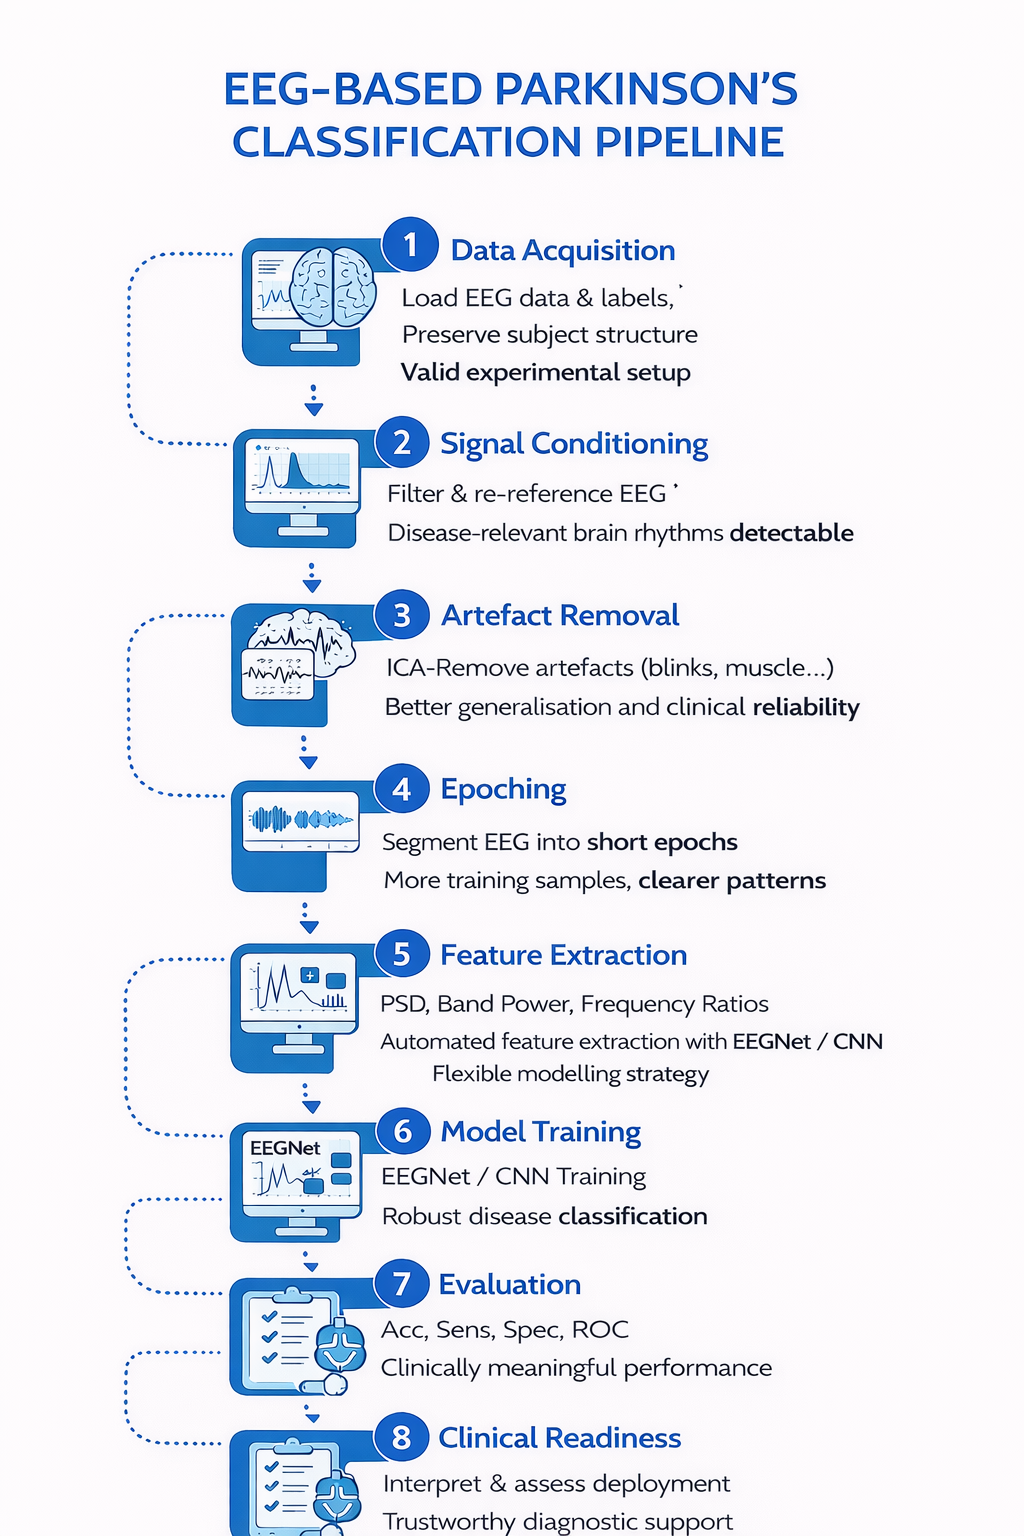 EEG-BASED PARKINSON'S
CLASSIFICATION PIPELINE
1 Data Acquisition
Load EEG data & labels,
Preserve subject structure
Valid experimental setup
2 Signal Conditioning
Filter & re-reference EEG
Disease-relevant brain rhythms detectable
3 Artefact Removal
ICA-Remove artefacts (blinks, muscle...)
Better generalisation and clinical reliability
4 Epoching
Segment EEG into short epochs
More training samples, clearer patterns
5 Feature Extraction
PSD, Band Power, Frequency Ratios
Automated feature extraction with EEGNet / CNN
Flexible modelling strategy
6 Model Training
EEGNet
EEGNet / CNN Training
Robust disease classification
7 Evaluation
Acc, Sens, Spec, ROC
Clinically meaningful performance
8 Clinical Readiness
Interpret & assess deployment
Trustworthy diagnostic support